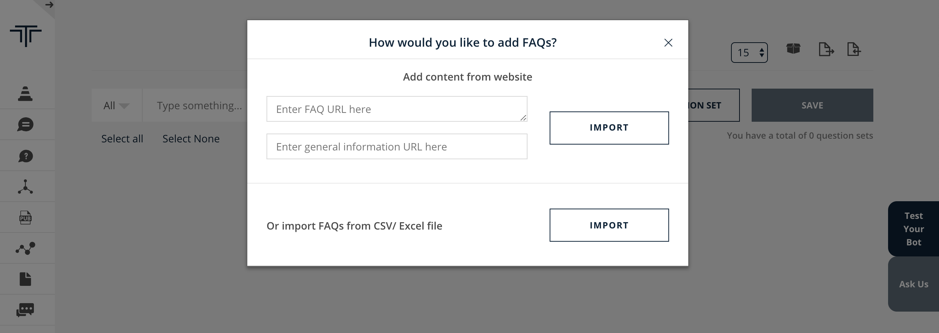 How would you like to add FAQs?
Add content from website
Enter FAQ URL here
IMPORT
Enter general information URL here
Or import FAQs from CSV/ Excel file
IMPORT
15
All
Type something...
ION SET
SAVE
Select all
Select None
You have a total of 0 question sets
Test
Your
Bot
Ask Us